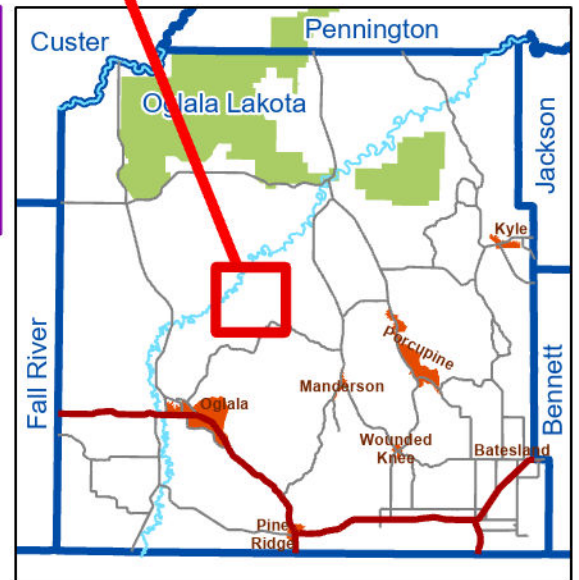 Pennington
Custer
Oglala Lakota
Jackson
Kyle
Porcupine
Fall River
Manderson
Oglala
Bennett
Wounded
Knee
Batesland
Pine
Ridge